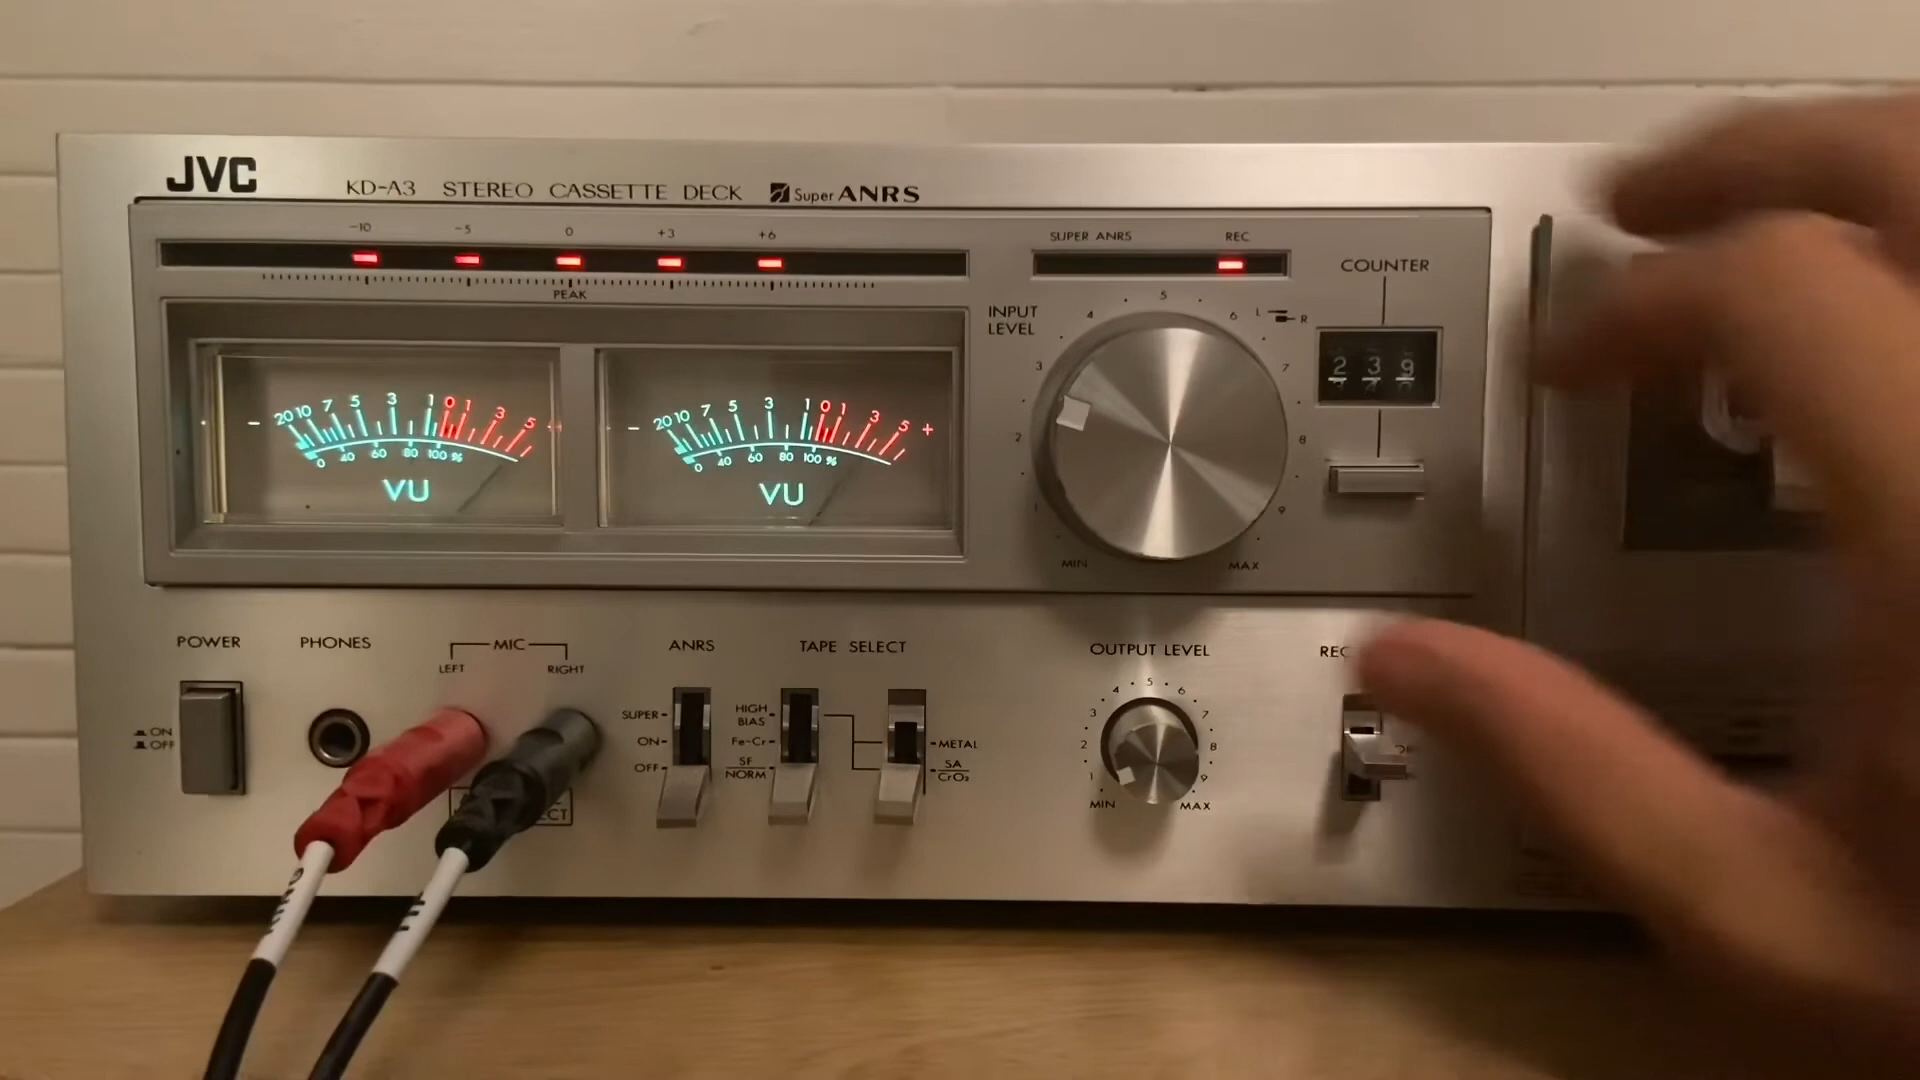 JVC
KD-A3 STEREO CASSETTE DECK Super ANRS
-10 -5 0 +3 +6
PEAK
SUPER ANRS REC
COUNTER
INPUT
LEVEL
L R
MIN 1 2 3 4 5 6 7 8 9 MAX
2 3 9
- 20 10 7 5 3 1 0 1 3 5
0 40 60 80 100 %
VU
- 20 10 7 5 3 1 0 1 3 5 +
0 40 60 80 100 %
VU
POWER
ON
OFF
PHONES
MIC
LEFT RIGHT
ANRS
SUPER
ON
OFF
TAPE SELECT
HIGH
BIAS
Fe-Cr
SF
NORM
METAL
SA
CrO₂
OUTPUT LEVEL
MIN 1 2 3 4 5 6 7 8 9 MAX
REC
RING
TIP